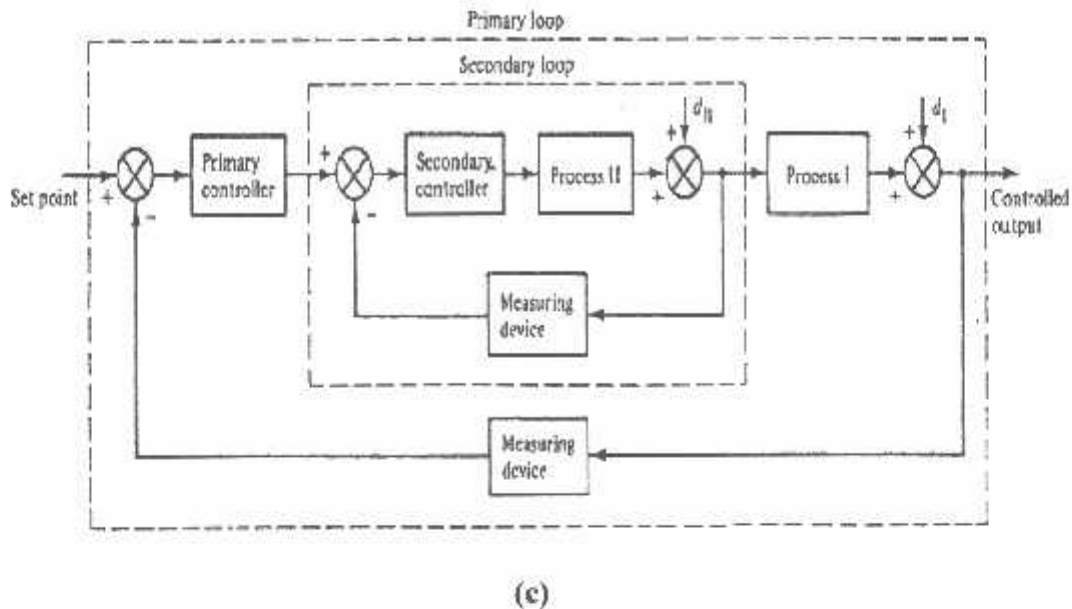 Primary loop
Secondary loop
d_II
d_I
+
+
+
Primary
controller
Secondary.
controller
Process II
Process I
Set point
+
-
-
+
+
Controlled
output
Measuring
device
Measuring
device
(c)